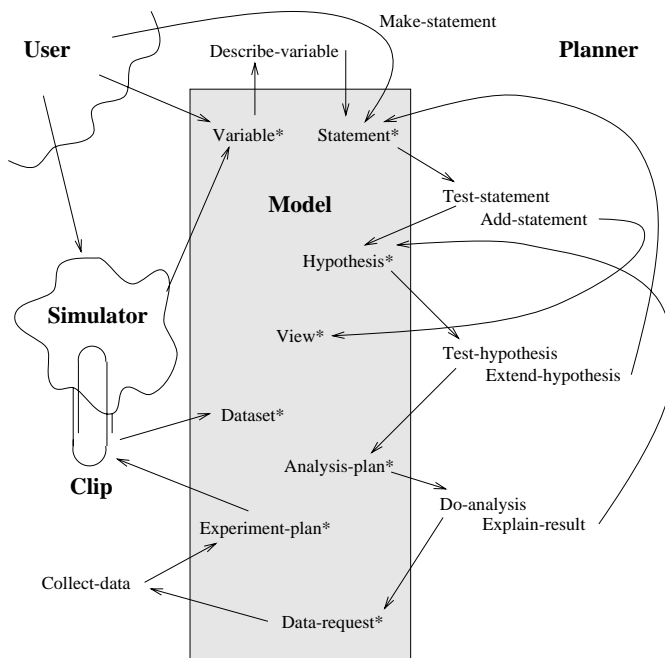 Make-statement
User
Describe-variable
Planner
Variable*
Statement*
Test-statement
Add-statement
Model
Hypothesis*
Simulator
View*
Test-hypothesis
Extend-hypothesis
Dataset*
Analysis-plan*
Clip
Do-analysis
Explain-result
Experiment-plan*
Collect-data
Data-request*